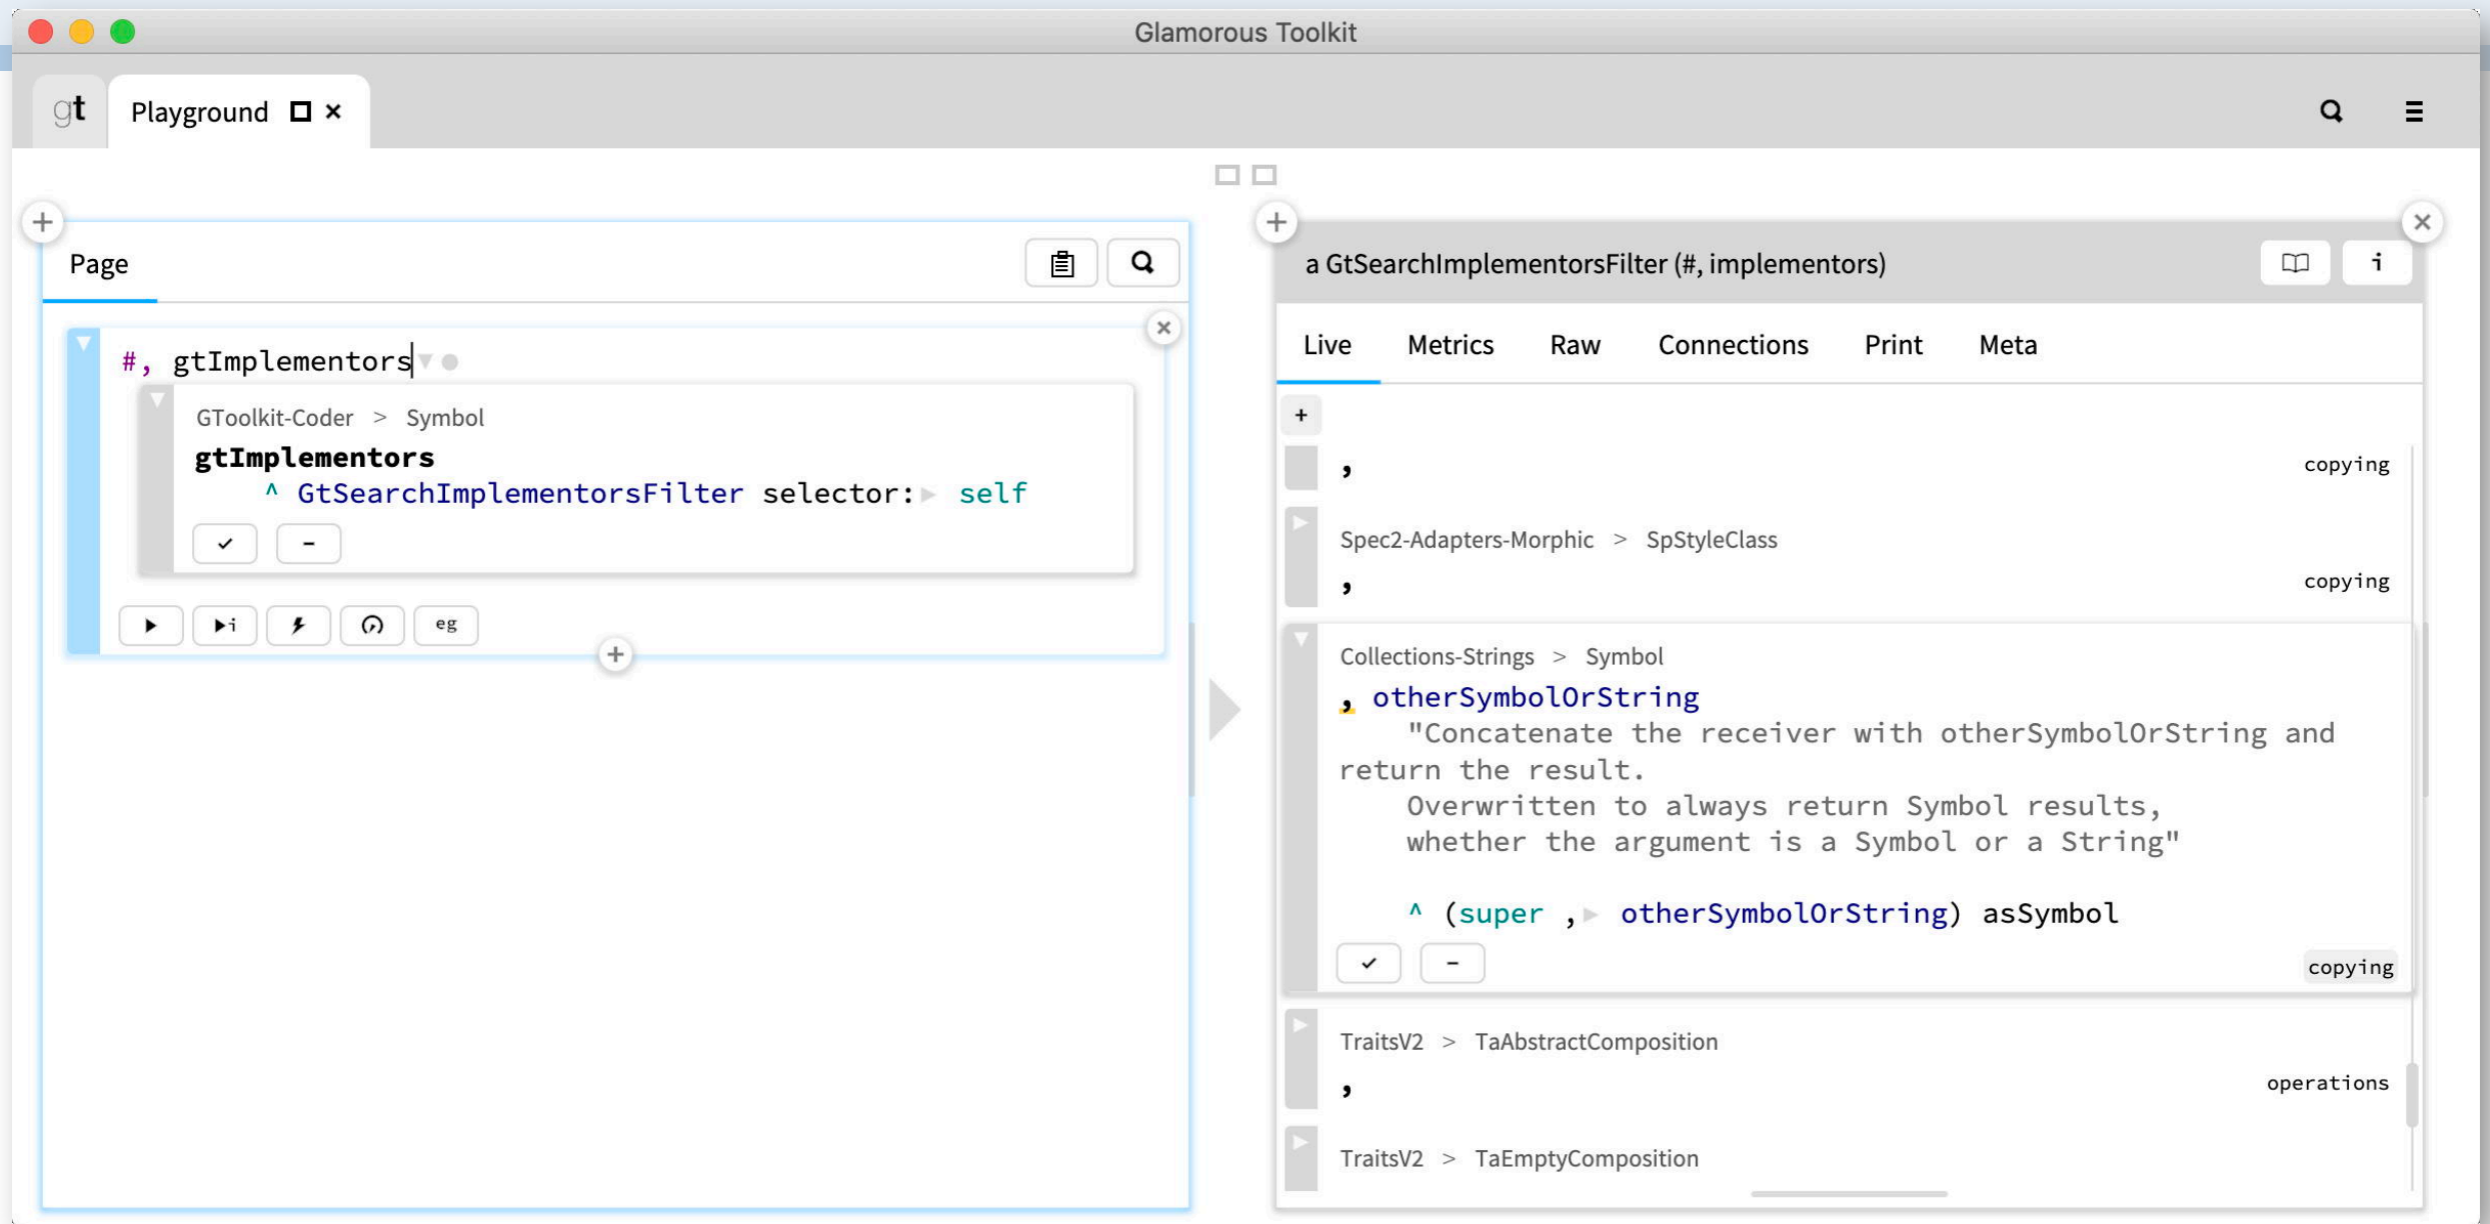 Glamorous Toolkit
gt
Playground
Page
#, gtImplementors
GToolkit-Coder > Symbol
gtImplementors
^ GtSearchImplementorsFilter selector: self
eg
a GtSearchImplementorsFilter (#, implementors)
i
Live Metrics Raw Connections Print Meta
+
, copying
Spec2-Adapters-Morphic > SpStyleClass
, copying
Collections-Strings > Symbol
, otherSymbolOrString
"Concatenate the receiver with otherSymbolOrString and
return the result.
Overwritten to always return Symbol results,
whether the argument is a Symbol or a String"
^ (super , otherSymbolOrString) asSymbol
copying
TraitsV2 > TaAbstractComposition
, operations
TraitsV2 > TaEmptyComposition